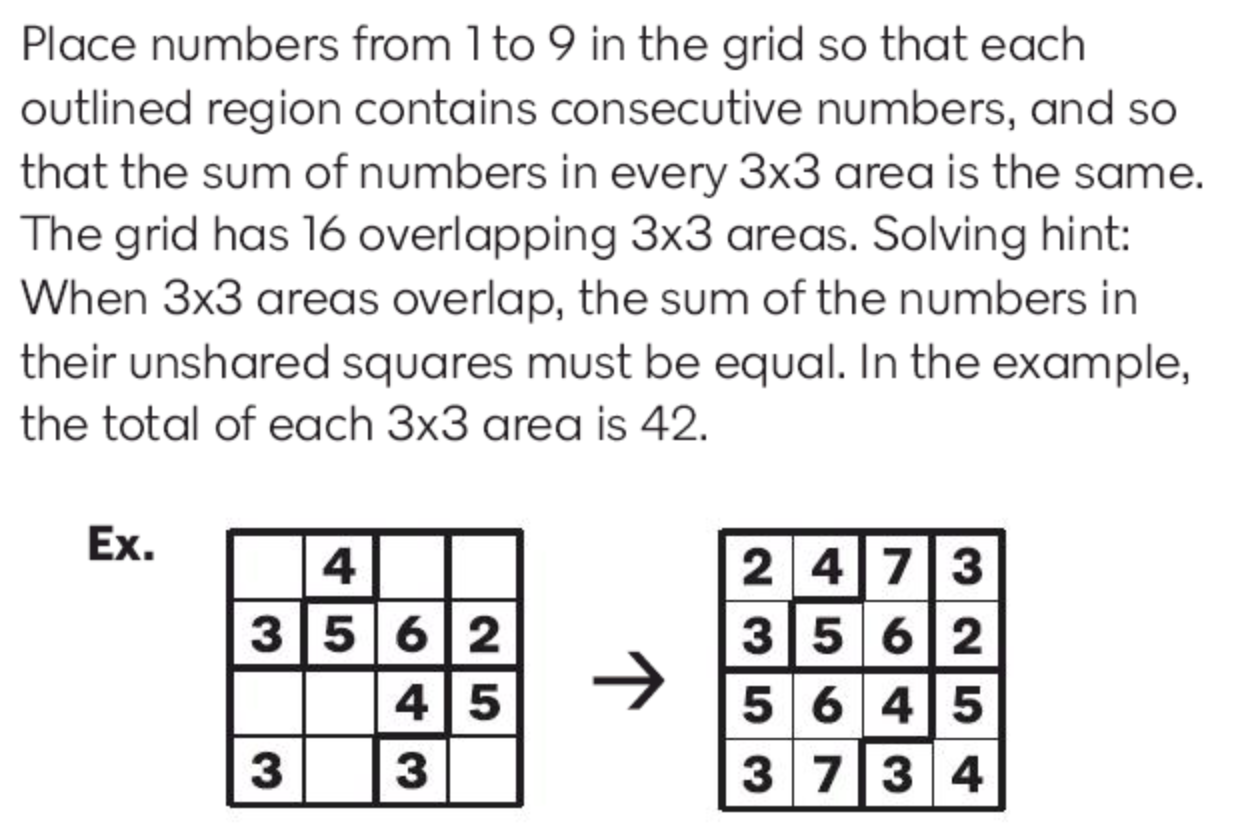 Place numbers from 1 to 9 in the grid so that each
outlined region contains consecutive numbers, and so
that the sum of numbers in every 3x3 area is the same.
The grid has 16 overlapping 3x3 areas. Solving hint:
When 3x3 areas overlap, the sum of the numbers in
their unshared squares must be equal. In the example,
the total of each 3x3 area is 42.
Ex.
4
3 5 6 2
4 5
3 3
→
2 4 7 3
3 5 6 2
5 6 4 5
3 7 3 4